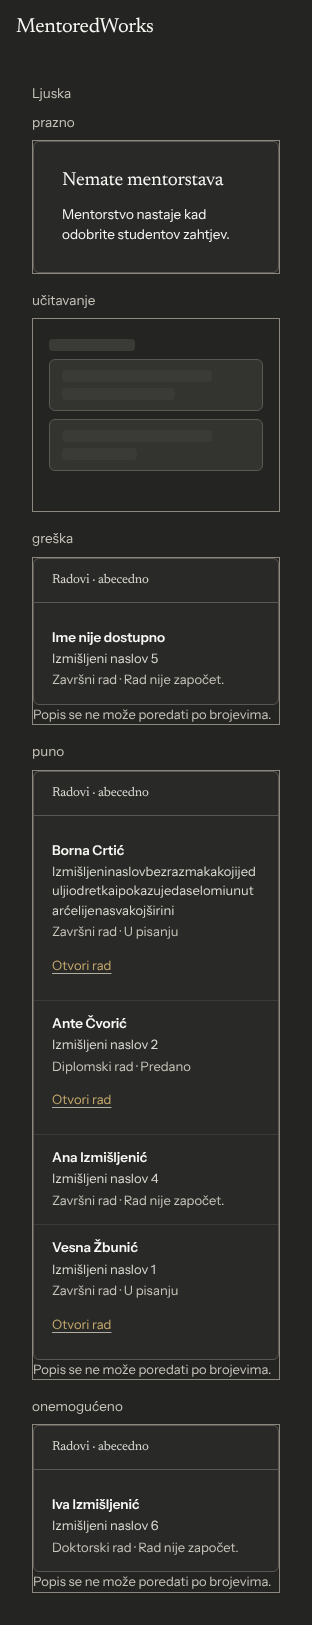 MentoredWorks
Ljuska
prazno
Nemate mentorstava
Mentorstvo nastaje kad
odobrite studentov zahtjev.
učitavanje
greška
Radovi · abecedno
Ime nije dostupno
Izmišljeni naslov 5
Završni rad · Rad nije započet.
Popis se ne može poredati po brojevima.
puno
Radovi · abecedno
Borna Crtić
Izmišljeninaslovbezrazmakakojijed
uljiodretkaipokazujedaselomiunut
arćelijenasvakojširini
Završni rad · U pisanju
Otvori rad
Ante Čvorić
Izmišljeni naslov 2
Diplomski rad · Predano
Otvori rad
Ana Izmišljenić
Izmišljeni naslov 4
Završni rad · Rad nije započet.
Vesna Žbunić
Izmišljeni naslov 1
Završni rad · U pisanju
Otvori rad
Popis se ne može poredati po brojevima.
onemogućeno
Radovi · abecedno
Iva Izmišljenić
Izmišljeni naslov 6
Doktorski rad · Rad nije započet.
Popis se ne može poredati po brojevima.